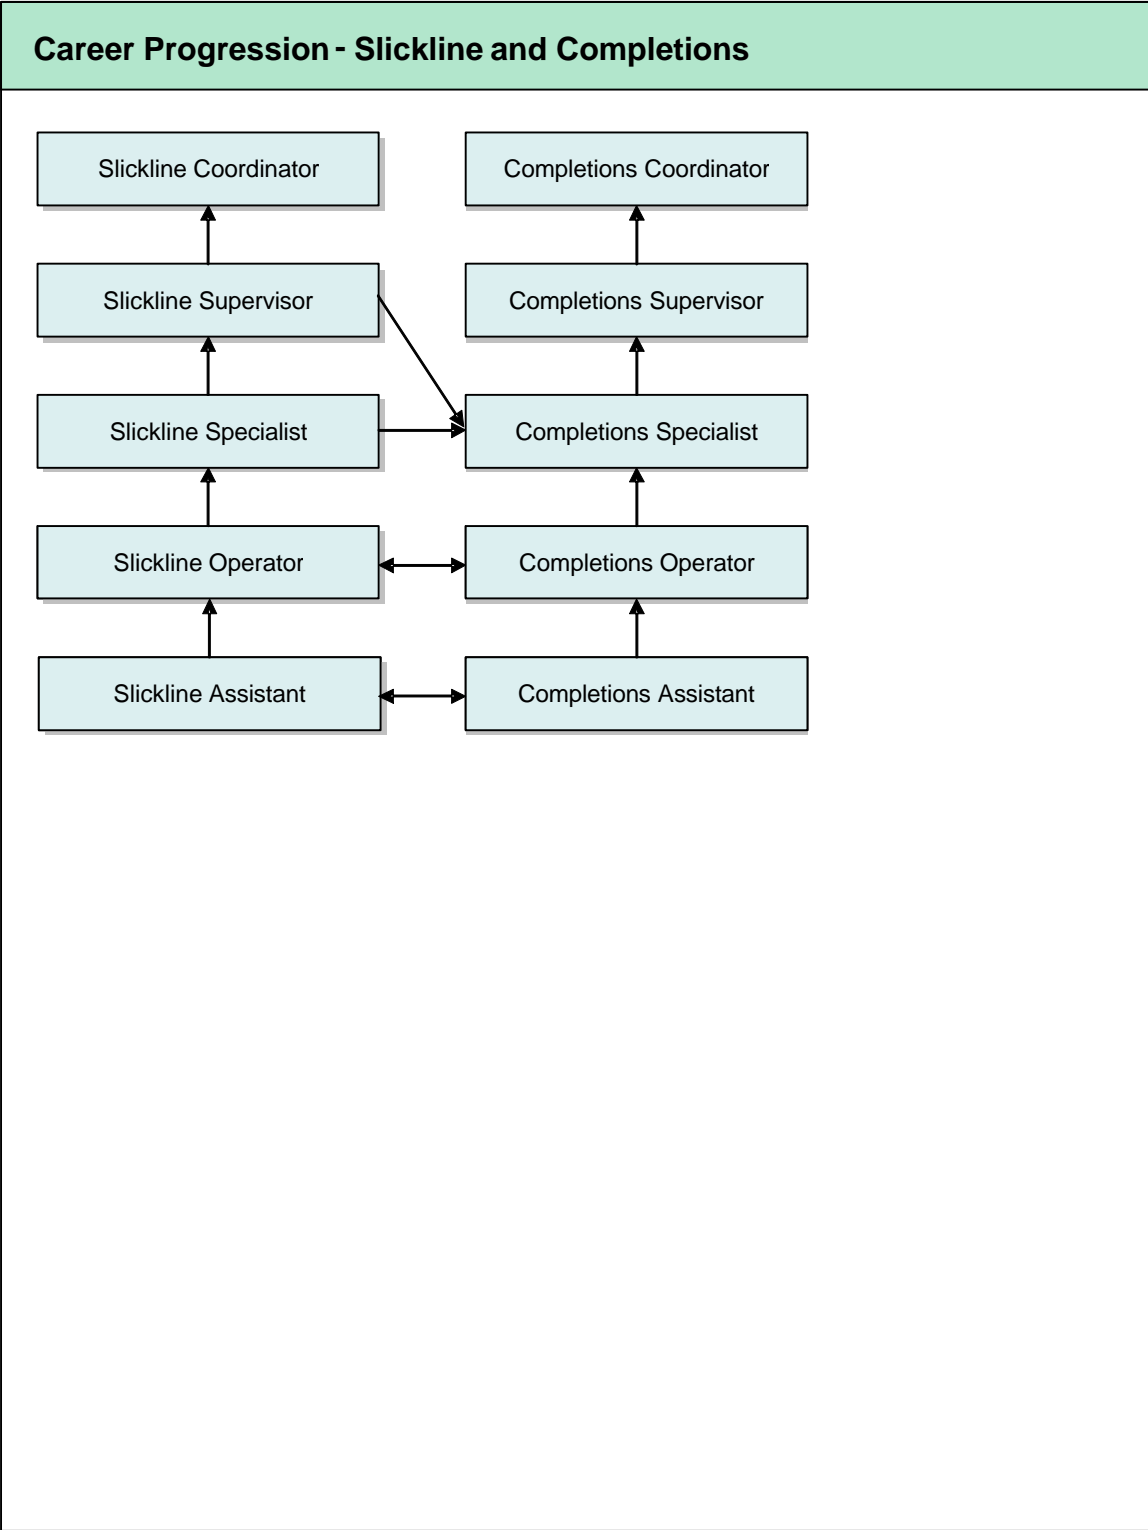 Career Progression - Slickline and Completions
Slickline Coordinator
Completions Coordinator
Slickline Supervisor
Completions Supervisor
Slickline Specialist
Completions Specialist
Slickline Operator
Completions Operator
Slickline Assistant
Completions Assistant